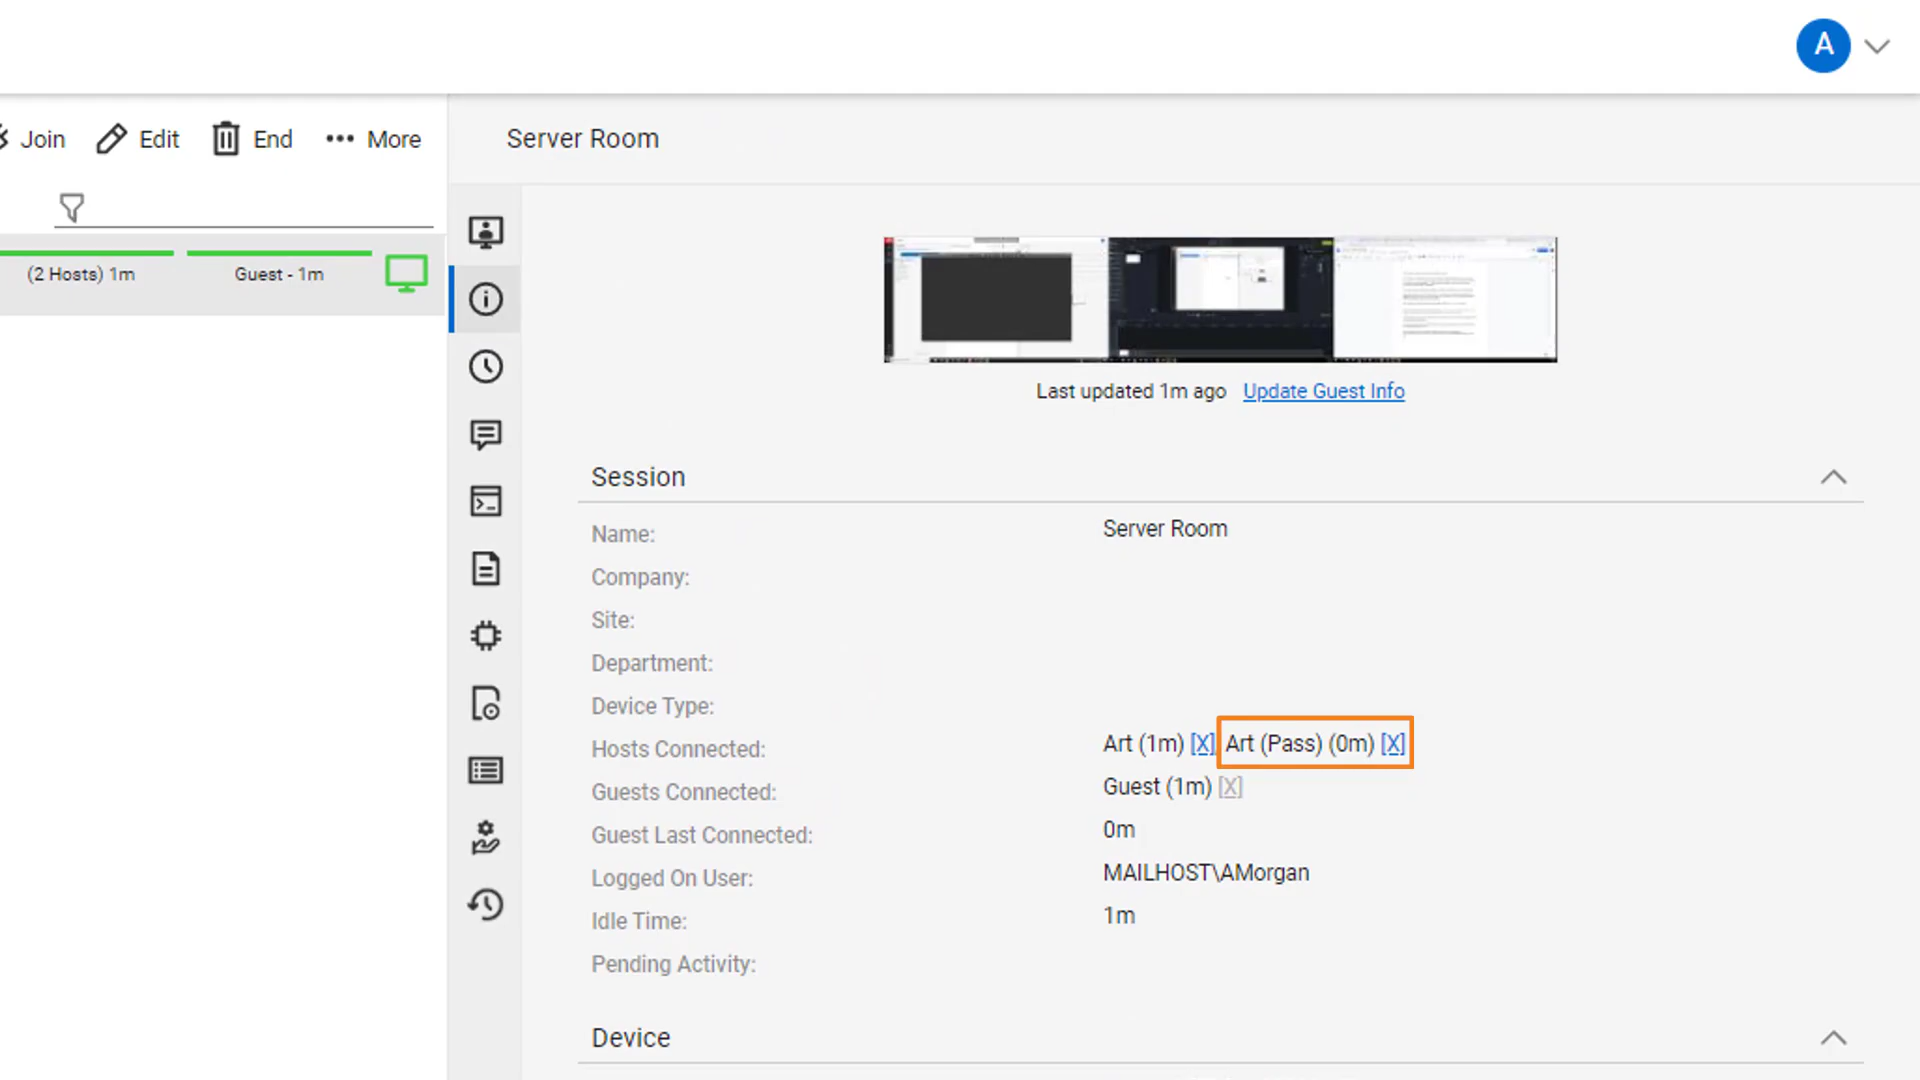 A
Join Edit End More
Server Room
(2 Hosts) 1m Guest - 1m
Last updated 1m ago Update Guest Info
Session
Name: Server Room
Company:
Site:
Department:
Device Type:
Hosts Connected: Art (1m) [X] Art (Pass) (0m) [X]
Guests Connected: Guest (1m) [X]
Guest Last Connected: 0m
Logged On User: MAILHOST\AMorgan
Idle Time: 1m
Pending Activity:
Device